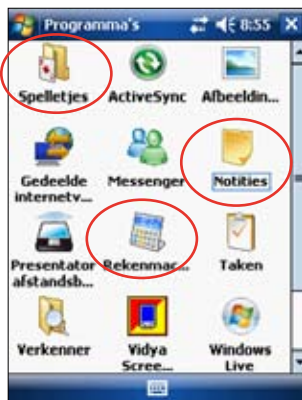 Programma's 8:55
Spelletjes ActiveSync Afbeeldin...
Gedeelde Messenger Notities
internetv...
Presentator Rekenmac... Taken
afstandsb...
Verkenner Vidya Windows
Scree... Live